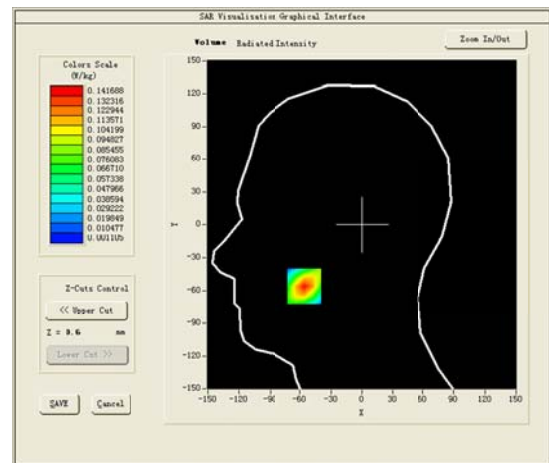 SAR Visualisation Graphical Interface
Volume Radiated Intensity
Zoom In/Out
Colors Scale
(W/kg)
0.141688
0.132316
0.122944
0.113571
0.104199
0.094827
0.085455
0.076083
0.066710
0.057338
0.047966
0.038594
0.029222
0.019849
0.010477
0.001105
Z-Cuts Control
<< Upper Cut
Z = 0.6 mm
Lower Cut >>
SAVE Cancel
Y
150
120
90
60
30
0
-30
-60
-90
-120
-150
-150 -120 -90 -60 -30 0 30 60 90 120 150
X